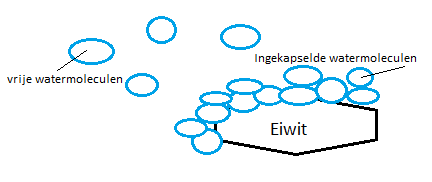 Ingekapselde watermoleculen
vrije watermoleculen
Eiwit